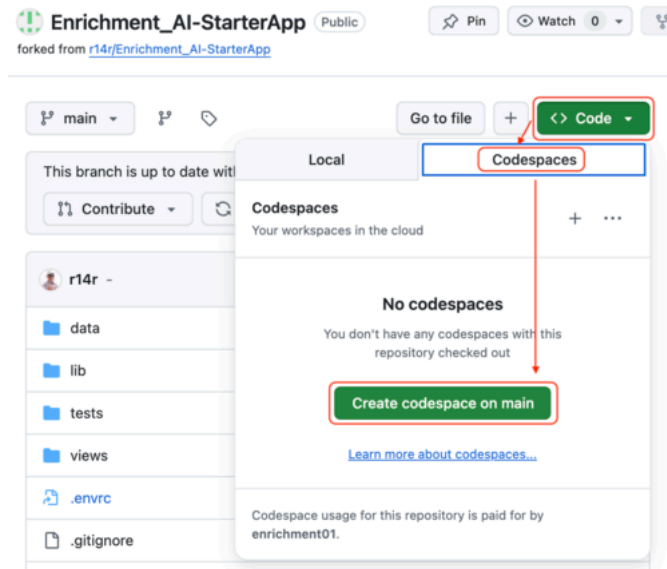 Enrichment_AI-StarterApp Public
Pin
Watch 0
forked from r14r/Enrichment_AI-StarterApp
main
Go to file
+
<> Code
This branch is up to date
Contribute
Local
Codespaces
Codespaces
Your workspaces in the cloud
+ ...
No codespaces
You don't have any codespaces with this
repository checked out
Create codespace on main
Learn more about codespaces...
Codespace usage for this repository is paid for by
enrichment01.
r14r -
data
lib
tests
views
.envrc
.gitignore